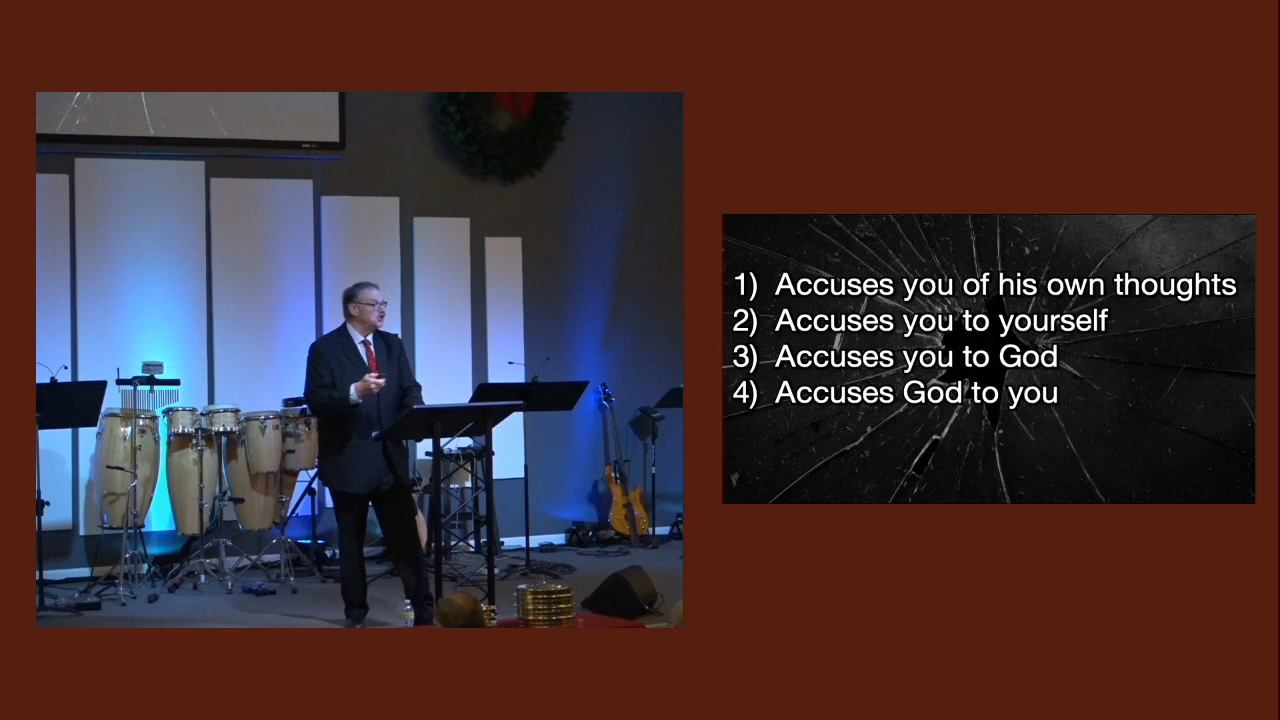 1) Accuses you of his own thoughts
2) Accuses you to yourself
3) Accuses you to God
4) Accuses God to you